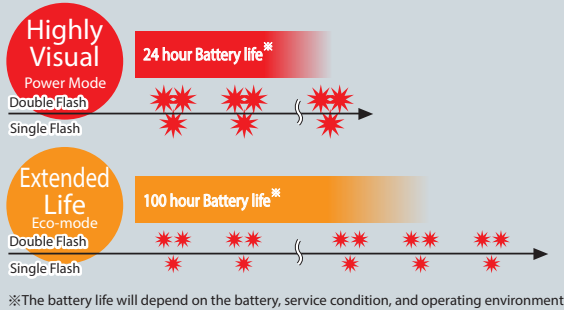 Highly
Visual
Power Mode
24 hour Battery life※
Double Flash
Single Flash
Extended
Life
Eco-mode
100 hour Battery life※
Double Flash
Single Flash
※The battery life will depend on the battery, service condition, and operating environment